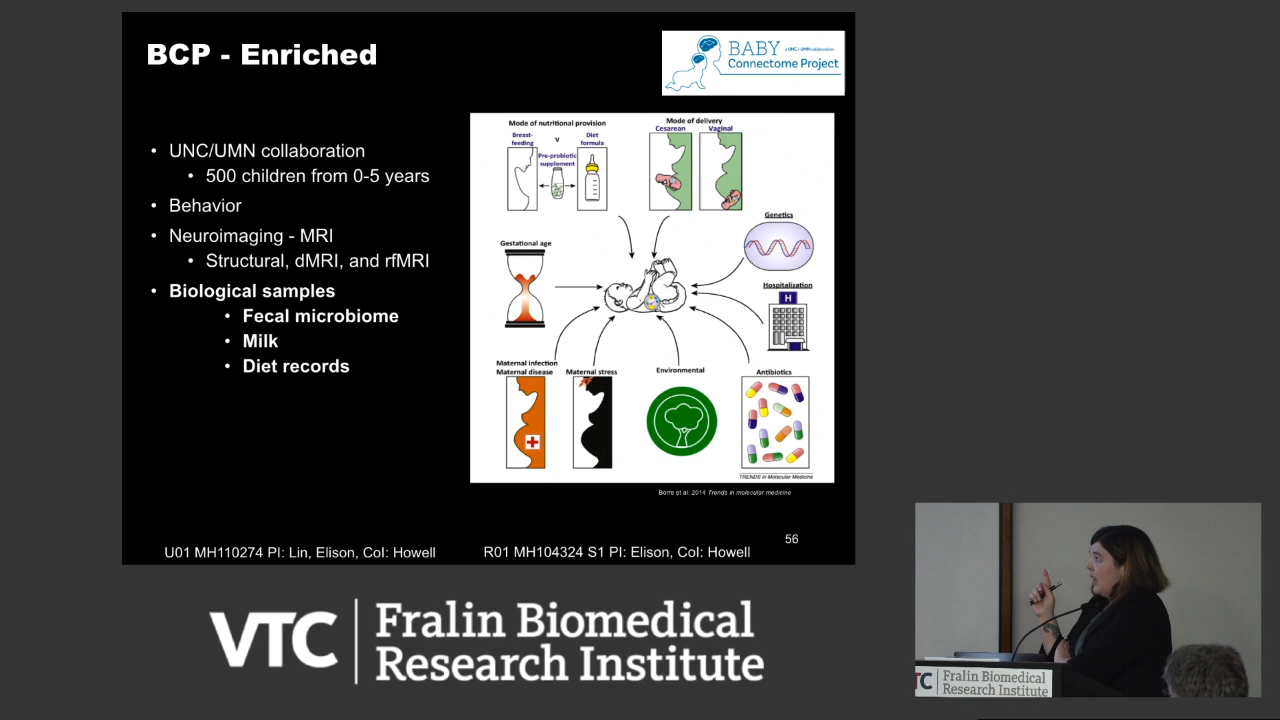 BCP - Enriched
BABY
a UNC / UMN collaboration
Connectome Project
• UNC/UMN collaboration
• 500 children from 0-5 years
• Behavior
• Neuroimaging - MRI
• Structural, dMRI, and rfMRI
• Biological samples
• Fecal microbiome
• Milk
• Diet records
Mode of nutritional provision
Breast-
feeding
v
Diet
formula
Pre-probiotic
supplement
Mode of delivery
Cesarean
Vaginal
Genetics
Gestational age
Hospitalization
H
Maternal infection
Maternal disease
Maternal stress
Environmental
Antibiotics
TRENDS in Molecular Medicine
Borre et al. 2014 Trends in molecular medicine
56
U01 MH110274 PI: Lin, Elison, CoI: Howell
R01 MH104324 S1 PI: Elison, CoI: Howell
VTC
Fralin Biomedical
Research Institute
TC
Fralin Biomedical
Research Institute